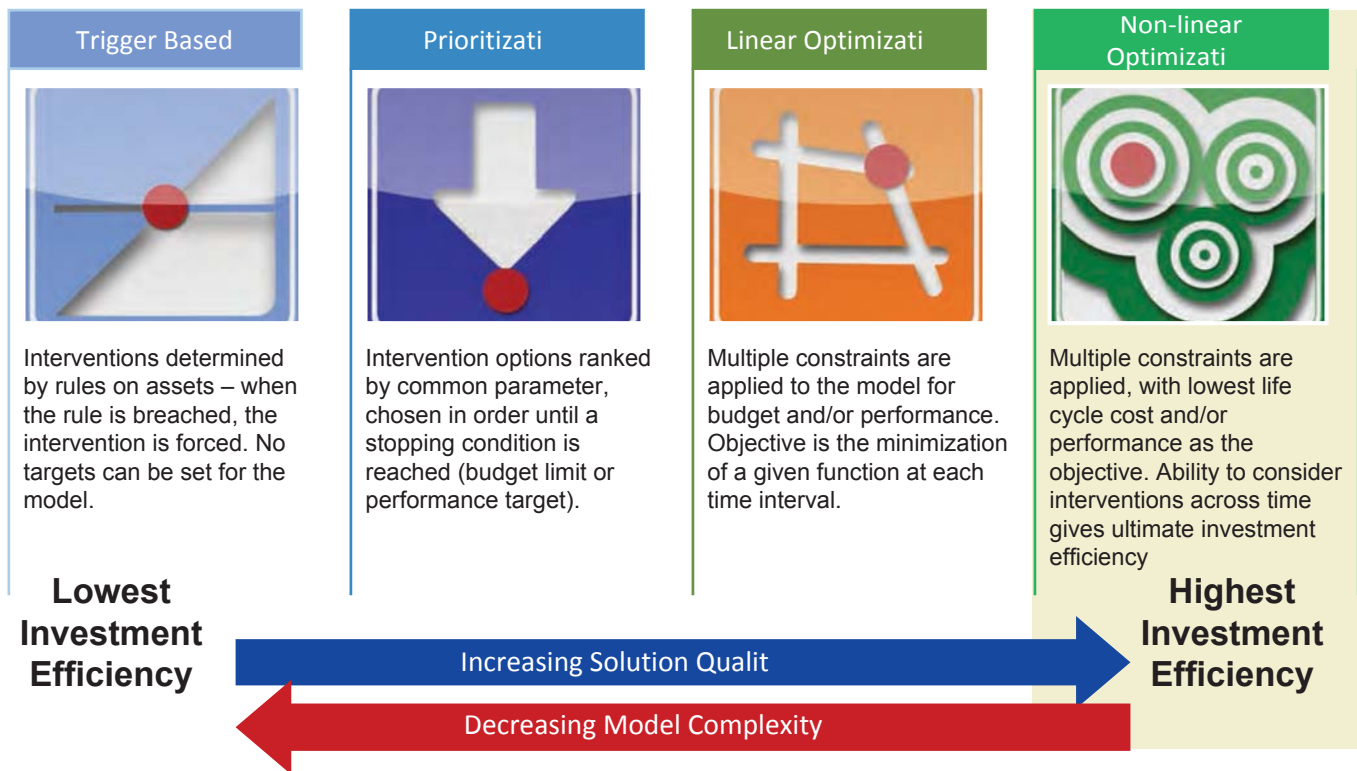 Trigger Based
Interventions determined
by rules on assets – when
the rule is breached, the
intervention is forced. No
targets can be set for the
model.
Prioritizati
Intervention options ranked
by common parameter,
chosen in order until a
stopping condition is
reached (budget limit or
performance target).
Linear Optimizati
Multiple constraints are
applied to the model for
budget and/or performance.
Objective is the minimization
of a given function at each
time interval.
Non-linear
Optimizati
Multiple constraints are
applied, with lowest life
cycle cost and/or
performance as the
objective. Ability to consider
interventions across time
gives ultimate investment
efficiency
Lowest
Investment
Efficiency
Increasing Solution Qualit
Decreasing Model Complexity
Highest
Investment
Efficiency